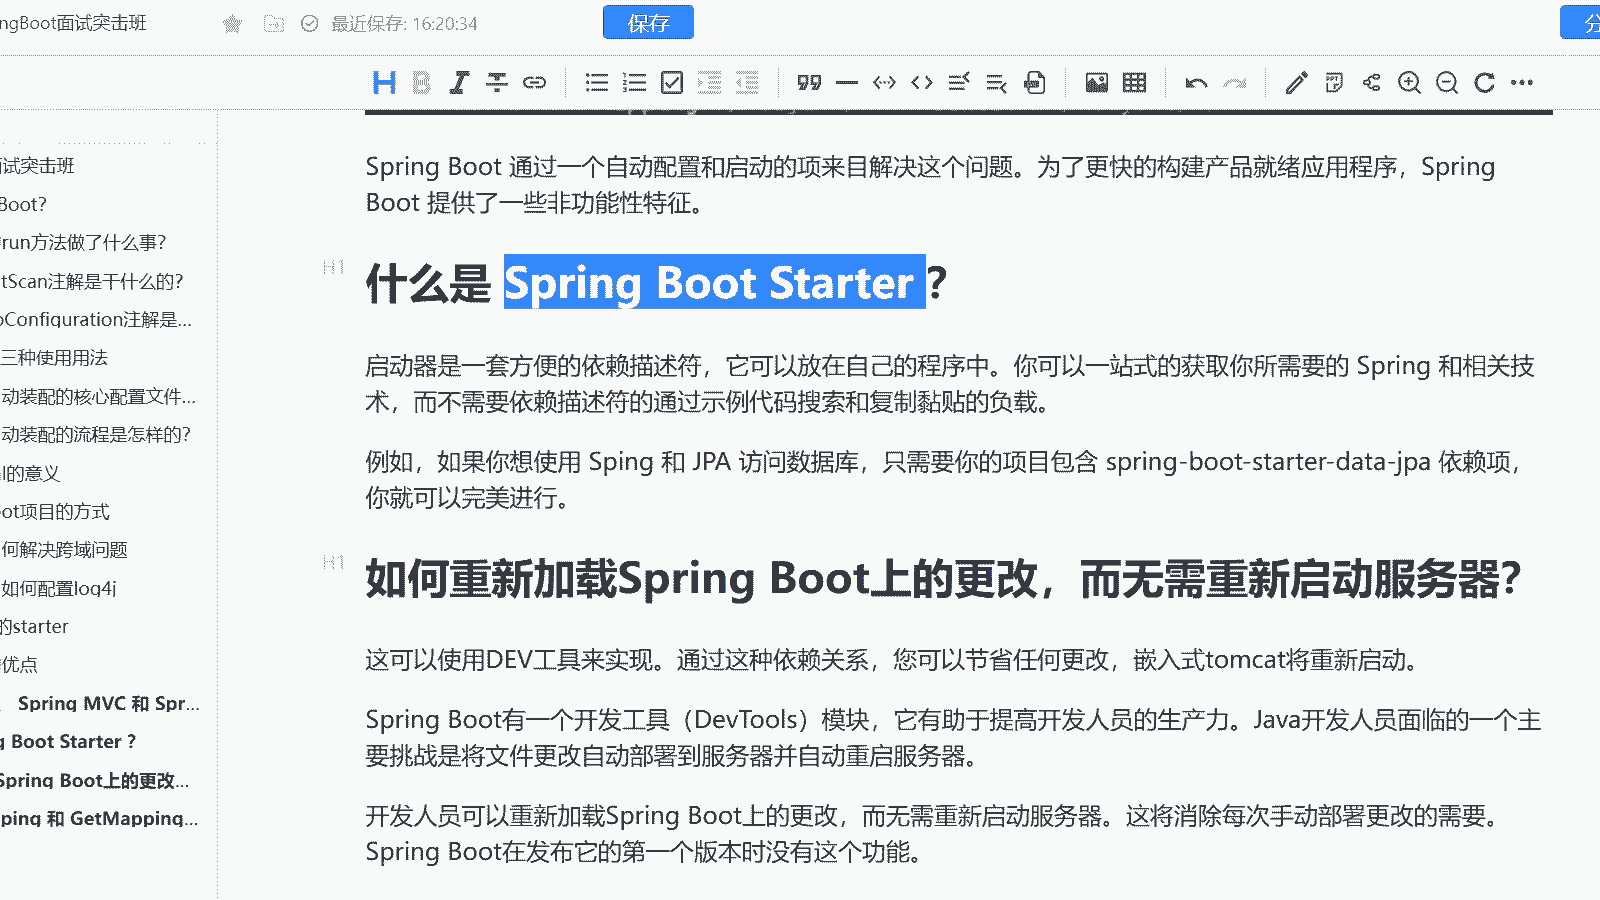 ngBoot面试突击班
最近保存: 16:20:34
保存
分
H B I
面试突击班
Boot?
run方法做了什么事?
tScan注解是干什么的?
oConfiguration注解是...
三种使用用法
动装配的核心配置文件...
动装配的流程是怎样的?
的意义
ot项目的方式
何解决跨域问题
如何配置log4j
的starter
优点
Spring MVC 和 Spr...
g Boot Starter ?
Spring Boot上的更改...
ping 和 GetMapping...
Spring Boot 通过一个自动配置和启动的项来目解决这个问题。为了更快的构建产品就绪应用程序，Spring
Boot 提供了一些非功能性特征。
H1
什么是 Spring Boot Starter ?
启动器是一套方便的依赖描述符，它可以放在自己的程序中。你可以一站式的获取你所需要的 Spring 和相关技
术，而不需要依赖描述符的通过示例代码搜索和复制黏贴的负载。
例如，如果你想使用 Sping 和 JPA 访问数据库，只需要你的项目包含 spring-boot-starter-data-jpa 依赖项，
你就可以完美进行。
H1
如何重新加载Spring Boot上的更改，而无需重新启动服务器？
这可以使用DEV工具来实现。通过这种依赖关系，您可以节省任何更改，嵌入式tomcat将重新启动。
Spring Boot有一个开发工具（DevTools）模块，它有助于提高开发人员的生产力。Java开发人员面临的一个主
要挑战是将文件更改自动部署到服务器并自动重启服务器。
开发人员可以重新加载Spring Boot上的更改，而无需重新启动服务器。这将消除每次手动部署更改的需要。
Spring Boot在发布它的第一个版本时没有这个功能。